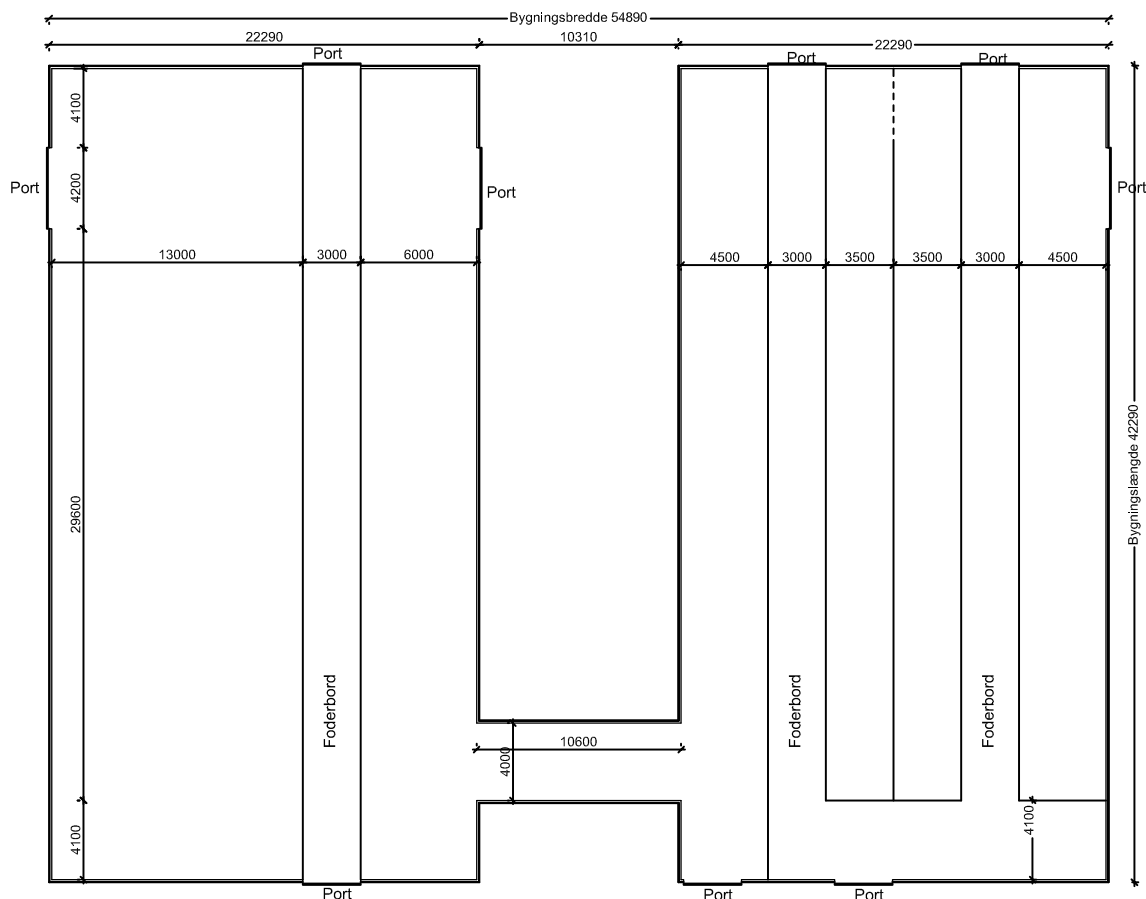 Bygningsbredde 54890
22290
10310
22290
Port
Port
Port
4100
4200
Port
Port
Port
13000
3000
6000
4500
3000
3500
3500
3000
4500
Bygningslængde 42290
29600
Foderbord
Foderbord
Foderbord
10600
4000
4100
4100
Port
Port
Port